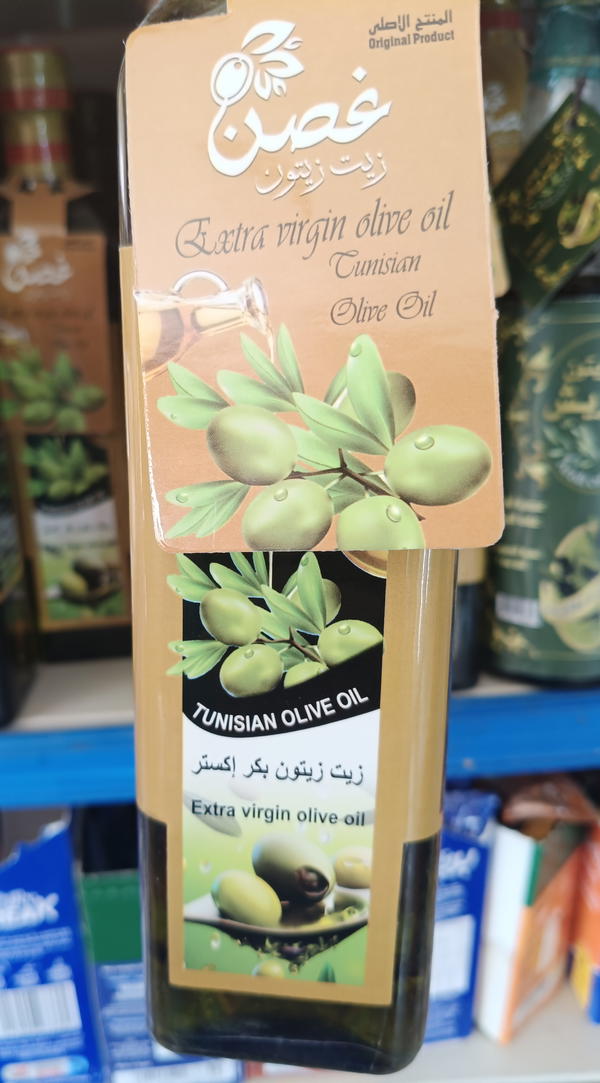 المنتج الأصلي
Original Product
غصن
زيت زيتون
Extra virgin olive oil
Tunisian
Olive Oil
TUNISIAN OLIVE OIL
زيت زيتون بكر إكستر
Extra virgin olive oil
غصن